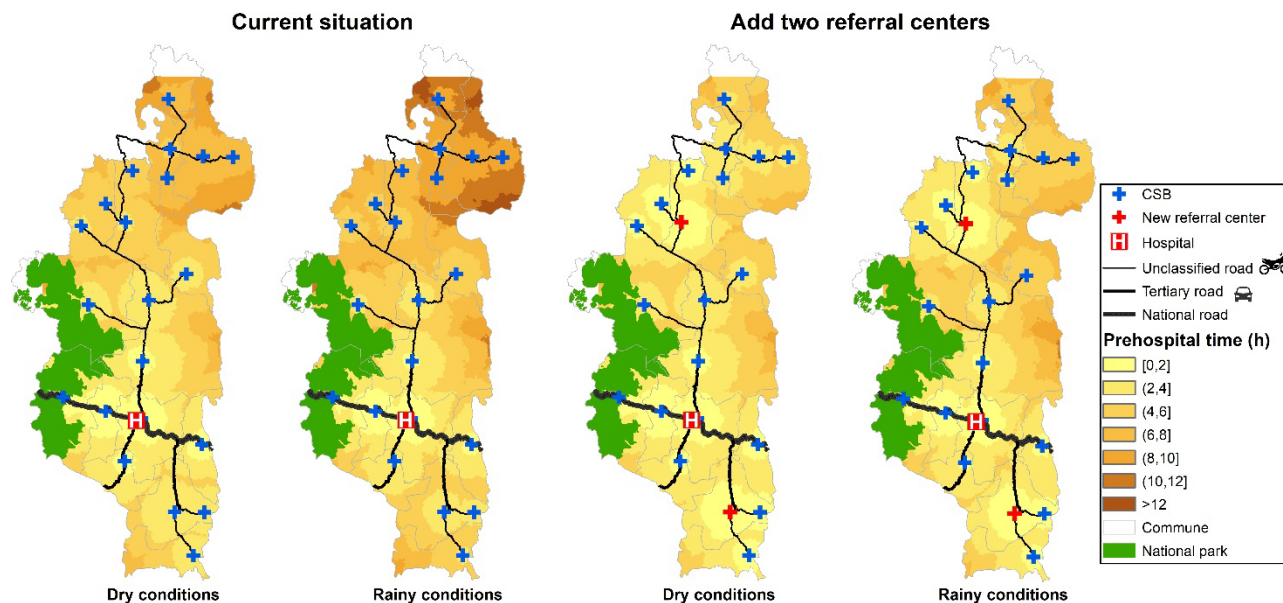 Current situation
Add two referral centers
H
H
H
H
Dry conditions
Rainy conditions
Dry conditions
Rainy conditions
CSB
New referral center
H Hospital
Unclassified road
Tertiary road
National road
Prehospital time (h)
[0,2]
(2,4]
(4,6]
(6,8]
(8,10]
(10,12]
>12
Commune
National park